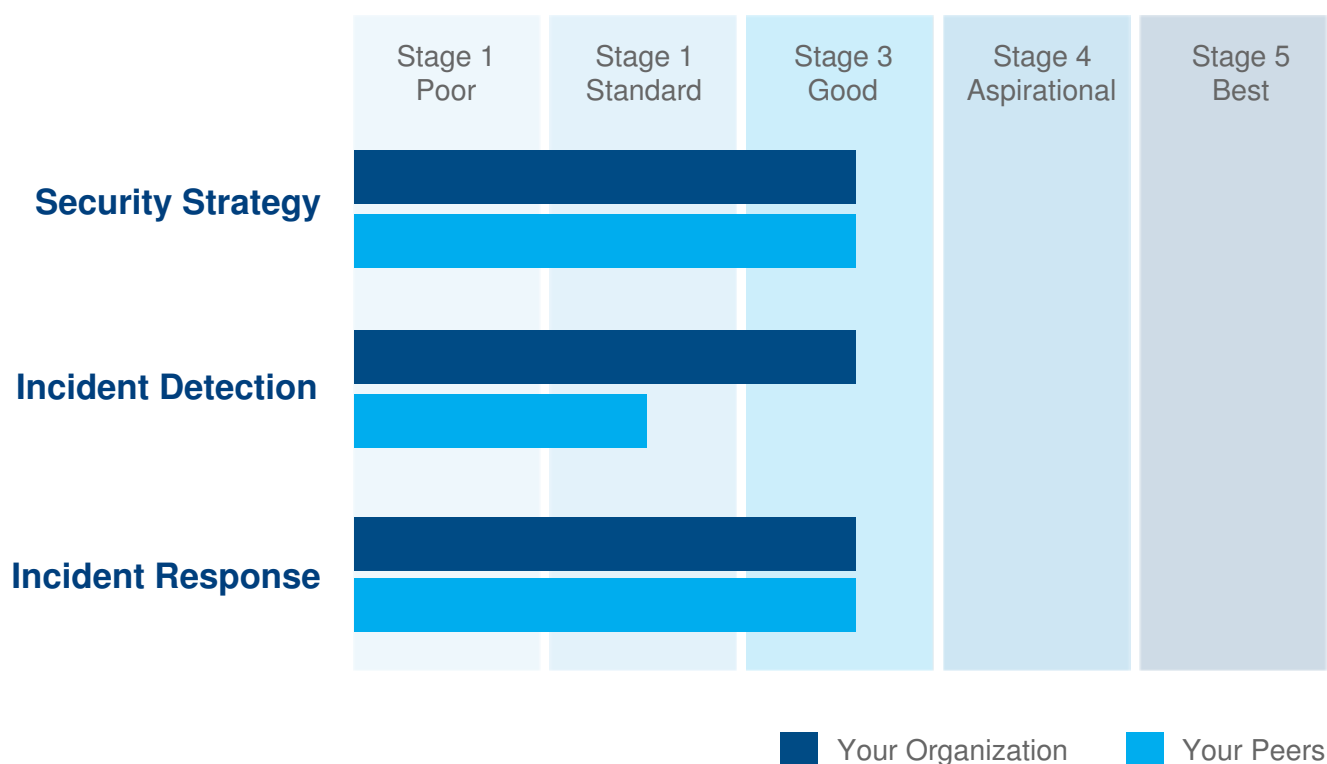 Stage 1
Poor
Stage 1
Standard
Stage 3
Good
Stage 4
Aspirational
Stage 5
Best
Security Strategy
Incident Detection
Incident Response
Your Organization
Your Peers